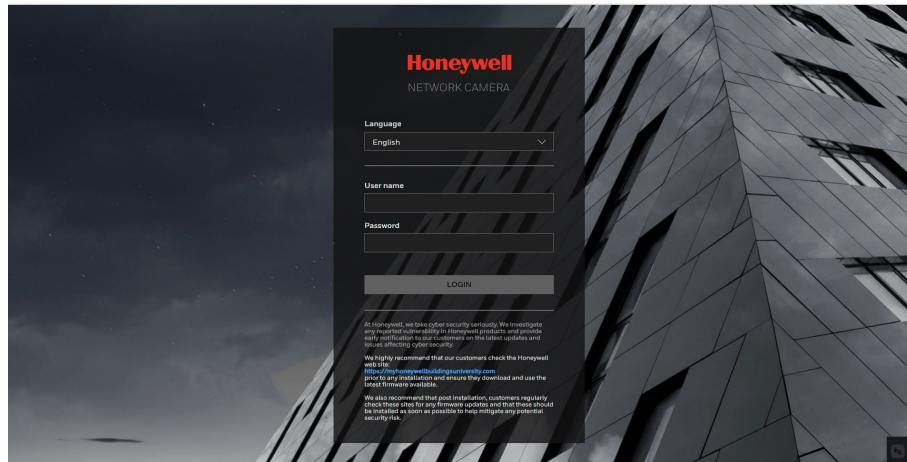 Honeywell
NETWORK CAMERA
Language
English
User name
Password
LOGIN
At Honeywell, we take cyber security seriously. We investigate
any reported vulnerability in Honeywell products and provide
early notification to our customers on the latest updates and
issues affecting cyber security.
We highly recommend that our customers check the Honeywell
web site:
https://myhoneywellbuildingsuniversity.com
prior to any installation and ensure they download and use the
latest firmware available.
We also recommend that post installation, customers regularly
check these sites for any firmware updates and that these should
be installed as soon as possible to help mitigate any potential
security risk.